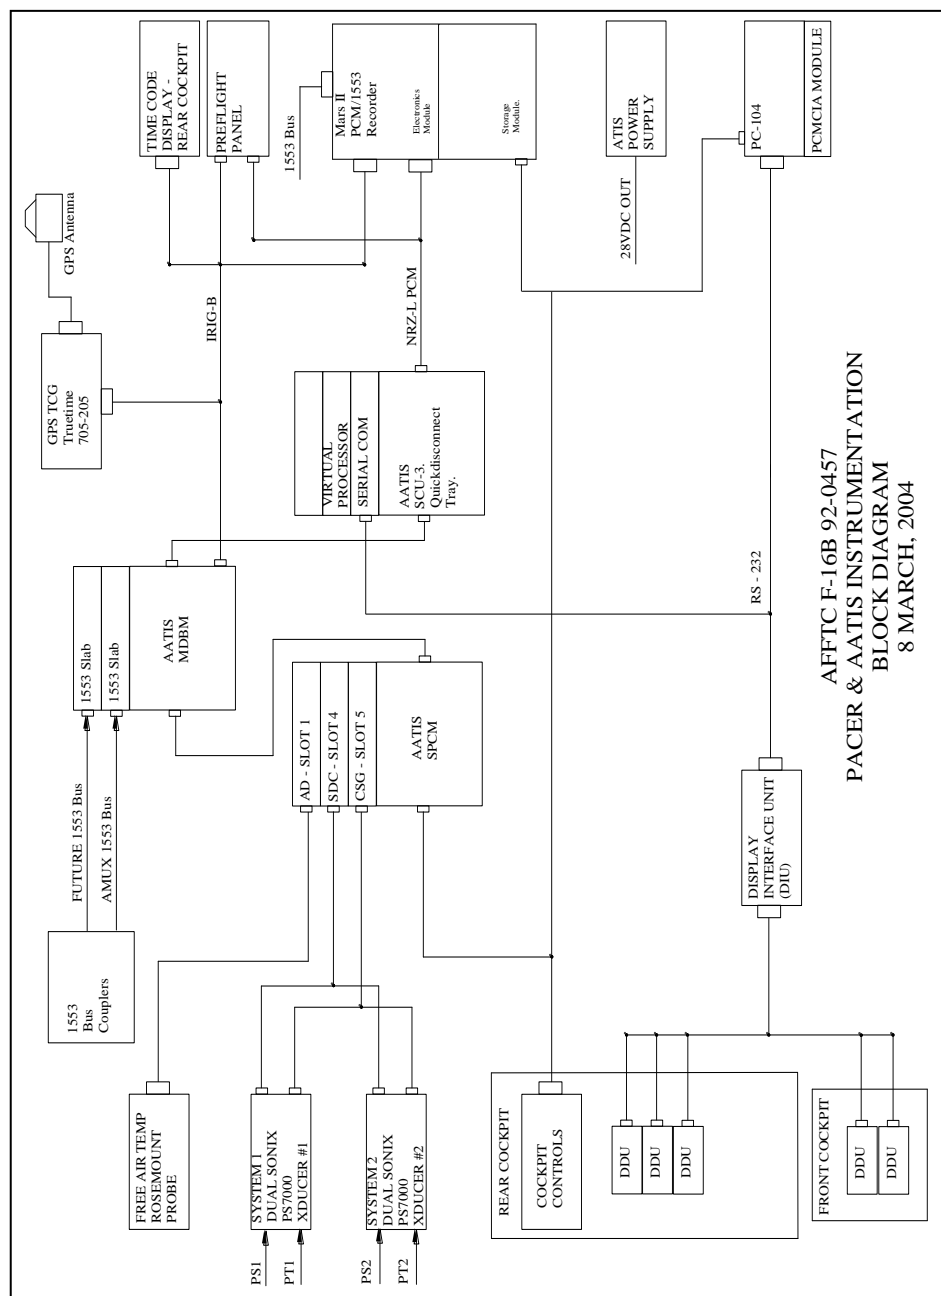 GPS Antenna
GPS TCG
Truetime
705-205
1553
Bus
Couplers
FUTURE 1553 Bus
AMUX 1553 Bus
1553 Slab
1553 Slab
AATIS
MDBM
IRIG-B
TIME CODE
DISPLAY -
REAR COCKPIT
PREFLIGHT
PANEL
FREE AIR TEMP
ROSEMOUNT
PROBE
PS1
PT1
SYSTEM 1
DUAL SONIX
PS7000
XDUCER #1
PS2
PT2
SYSTEM 2
DUAL SONIX
PS7000
XDUCER #2
AD - SLOT 1
SDC - SLOT 4
CSG - SLOT 5
AATIS
SPCM
VIRTUAL
PROCESSOR
SERIAL COM
AATIS
SCU-3.
Quickdisconnect
Tray.
NRZ-L PCM
1553 Bus
Mars II
PCM/1553
Recorder
Electronics
Module
Storage
Module.
REAR COCKPIT
COCKPIT
CONTROLS
DDU
DDU
DDU
28VDC OUT
ATIS
POWER
SUPPLY
DISPLAY
INTERFACE UNIT
(DIU)
RS - 232
PC-104
PCMCIA MODULE
FRONT COCKPIT
DDU
DDU
AFFTC F-16B 92-0457
PACER & AATIS INSTRUMENTATION
BLOCK DIAGRAM
8 MARCH, 2004